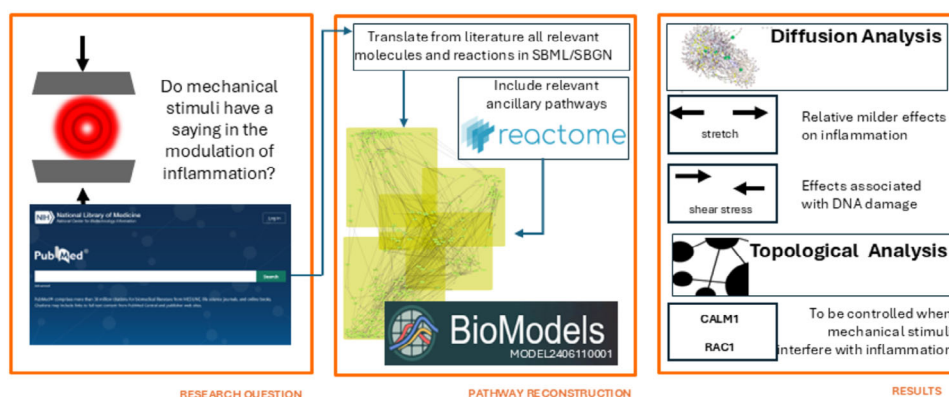 Do mechanical
stimuli have a
saying in the
modulation of
inflammation?
NIH National Library of Medicine
National Center for Biotechnology Information
Log in
PubMed®
Search
Advanced
RESEARCH QUESTION
Translate from literature all relevant
molecules and reactions in SBML/SBGN
Include relevant
ancillary pathways
reactome
BioModels
MODEL2406110001
PATHWAY RECONSTRUCTION
Diffusion Analysis
stretch
Relative milder effects
on inflammation
shear stress
Effects associated
with DNA damage
Topological Analysis
CALM1
RAC1
To be controlled when
mechanical stimuli
interfere with inflammation
RESULTS